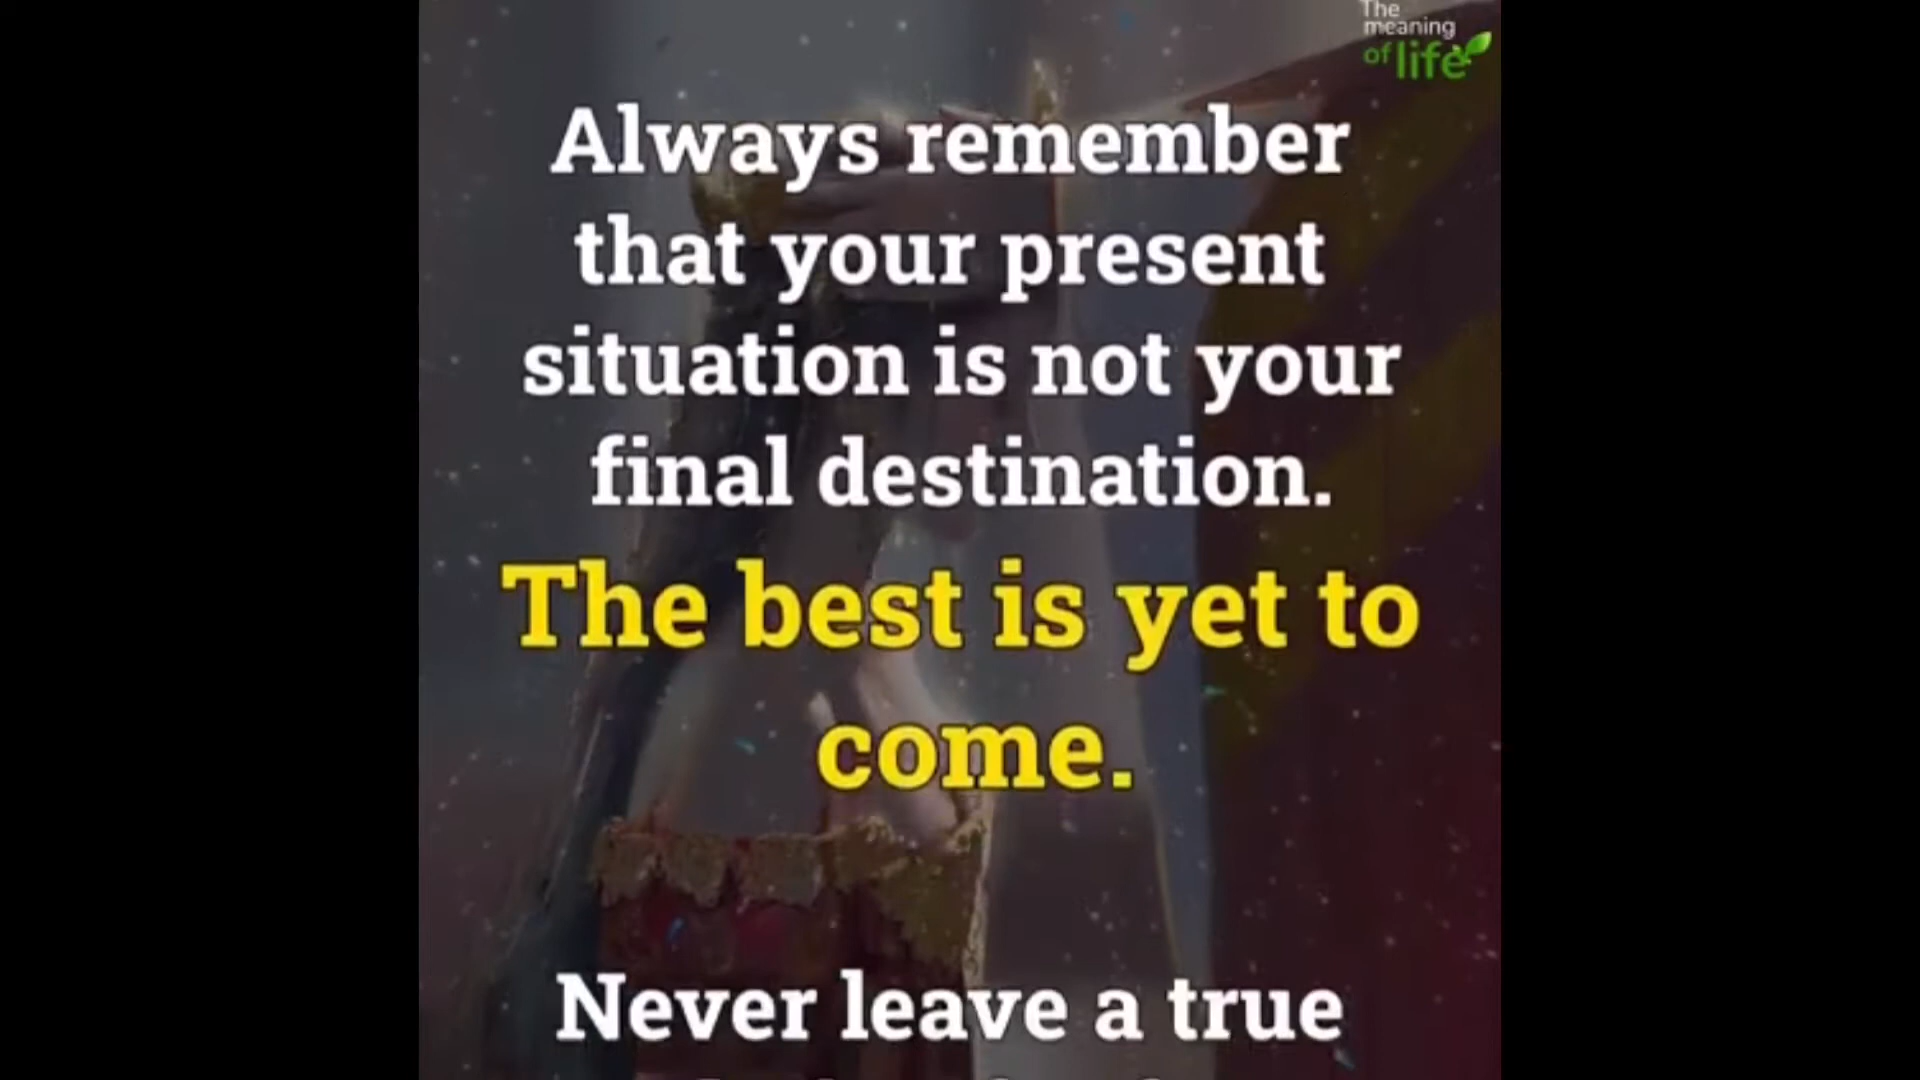 The
meaning
of life
Always remember
that your present
situation is not your
final destination.
The best is yet to
come.
Never leave a true